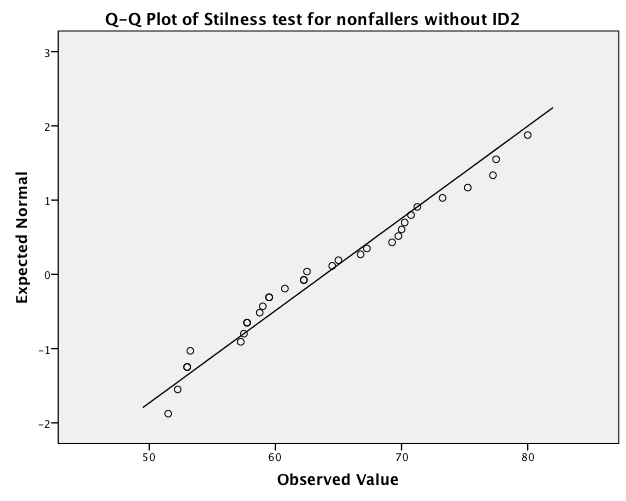 Q-Q Plot of Stilness test for nonfallers without ID2
3
2
1
0
-1
-2
Expected Normal
50 60 70 80
Observed Value